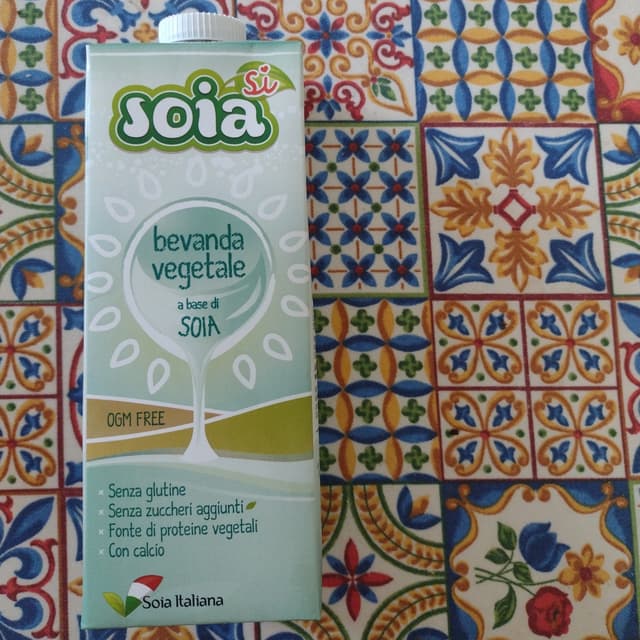 Si
soia
bevanda
vegetale
a base di
SOIA
OGM FREE
Senza glutine
Senza zuccheri aggiunti
Fonte di proteine vegetali
Con calcio
Soia Italiana